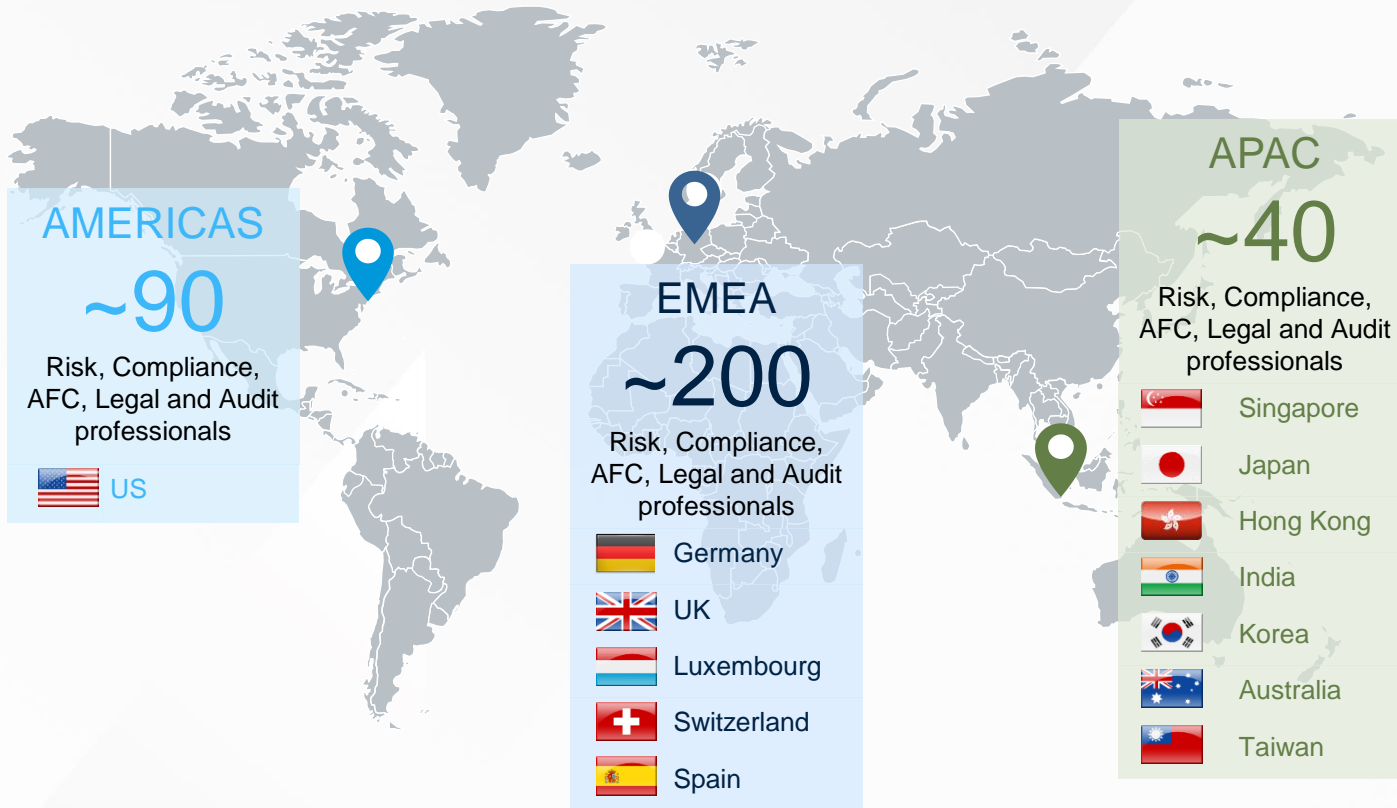 AMERICAS
~90
Risk, Compliance,
AFC, Legal and Audit
professionals
US
EMEA
~200
Risk, Compliance,
AFC, Legal and Audit
professionals
Germany
UK
Luxembourg
Switzerland
Spain
APAC
~40
Risk, Compliance,
AFC, Legal and Audit
professionals
Singapore
Japan
Hong Kong
India
Korea
Australia
Taiwan